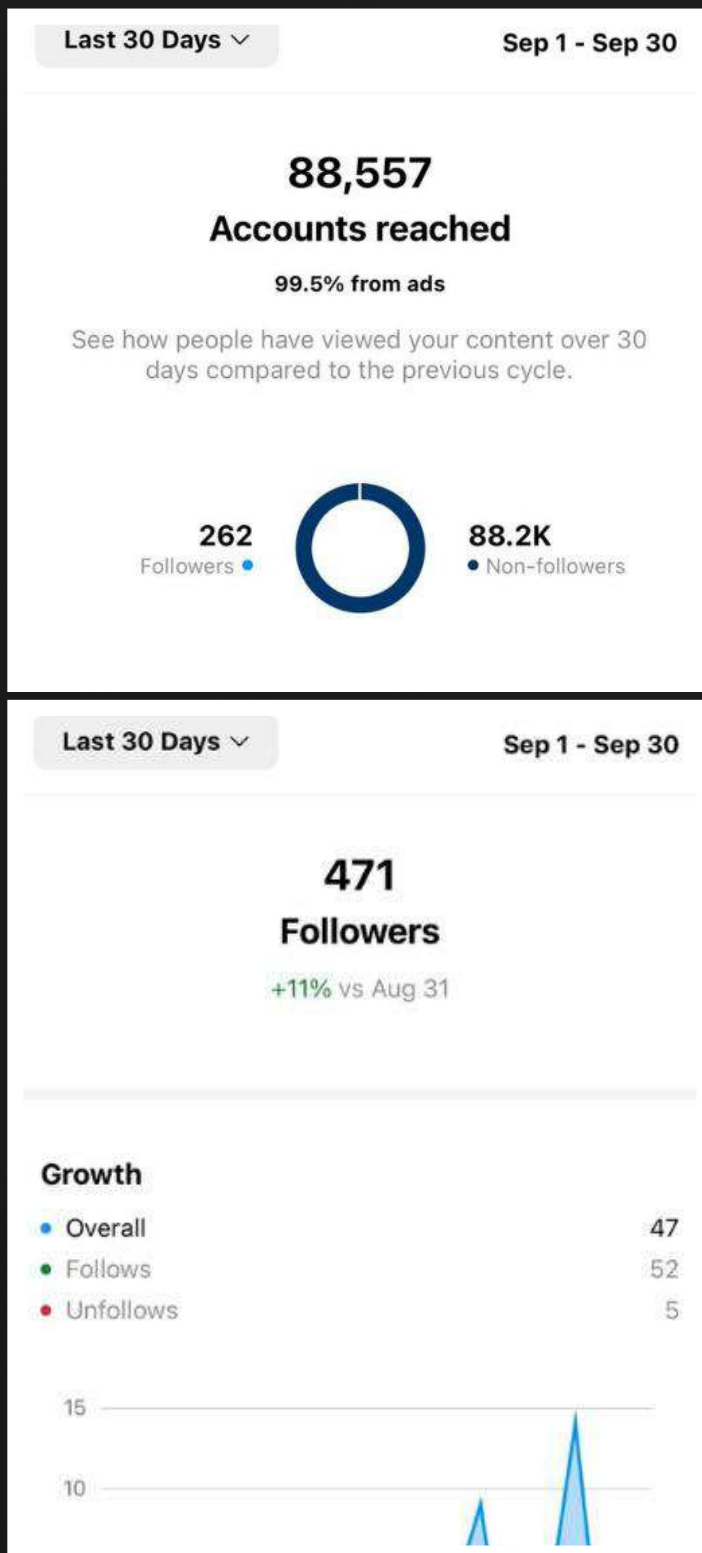 Last 30 Days
Sep 1 - Sep 30
88,557
Accounts reached
99.5% from ads
See how people have viewed your content over 30
days compared to the previous cycle.
262
Followers
88.2K
Non-followers
Last 30 Days
Sep 1 - Sep 30
471
Followers
+11% vs Aug 31
Growth
Overall 47
Follows 52
Unfollows 5
15
10